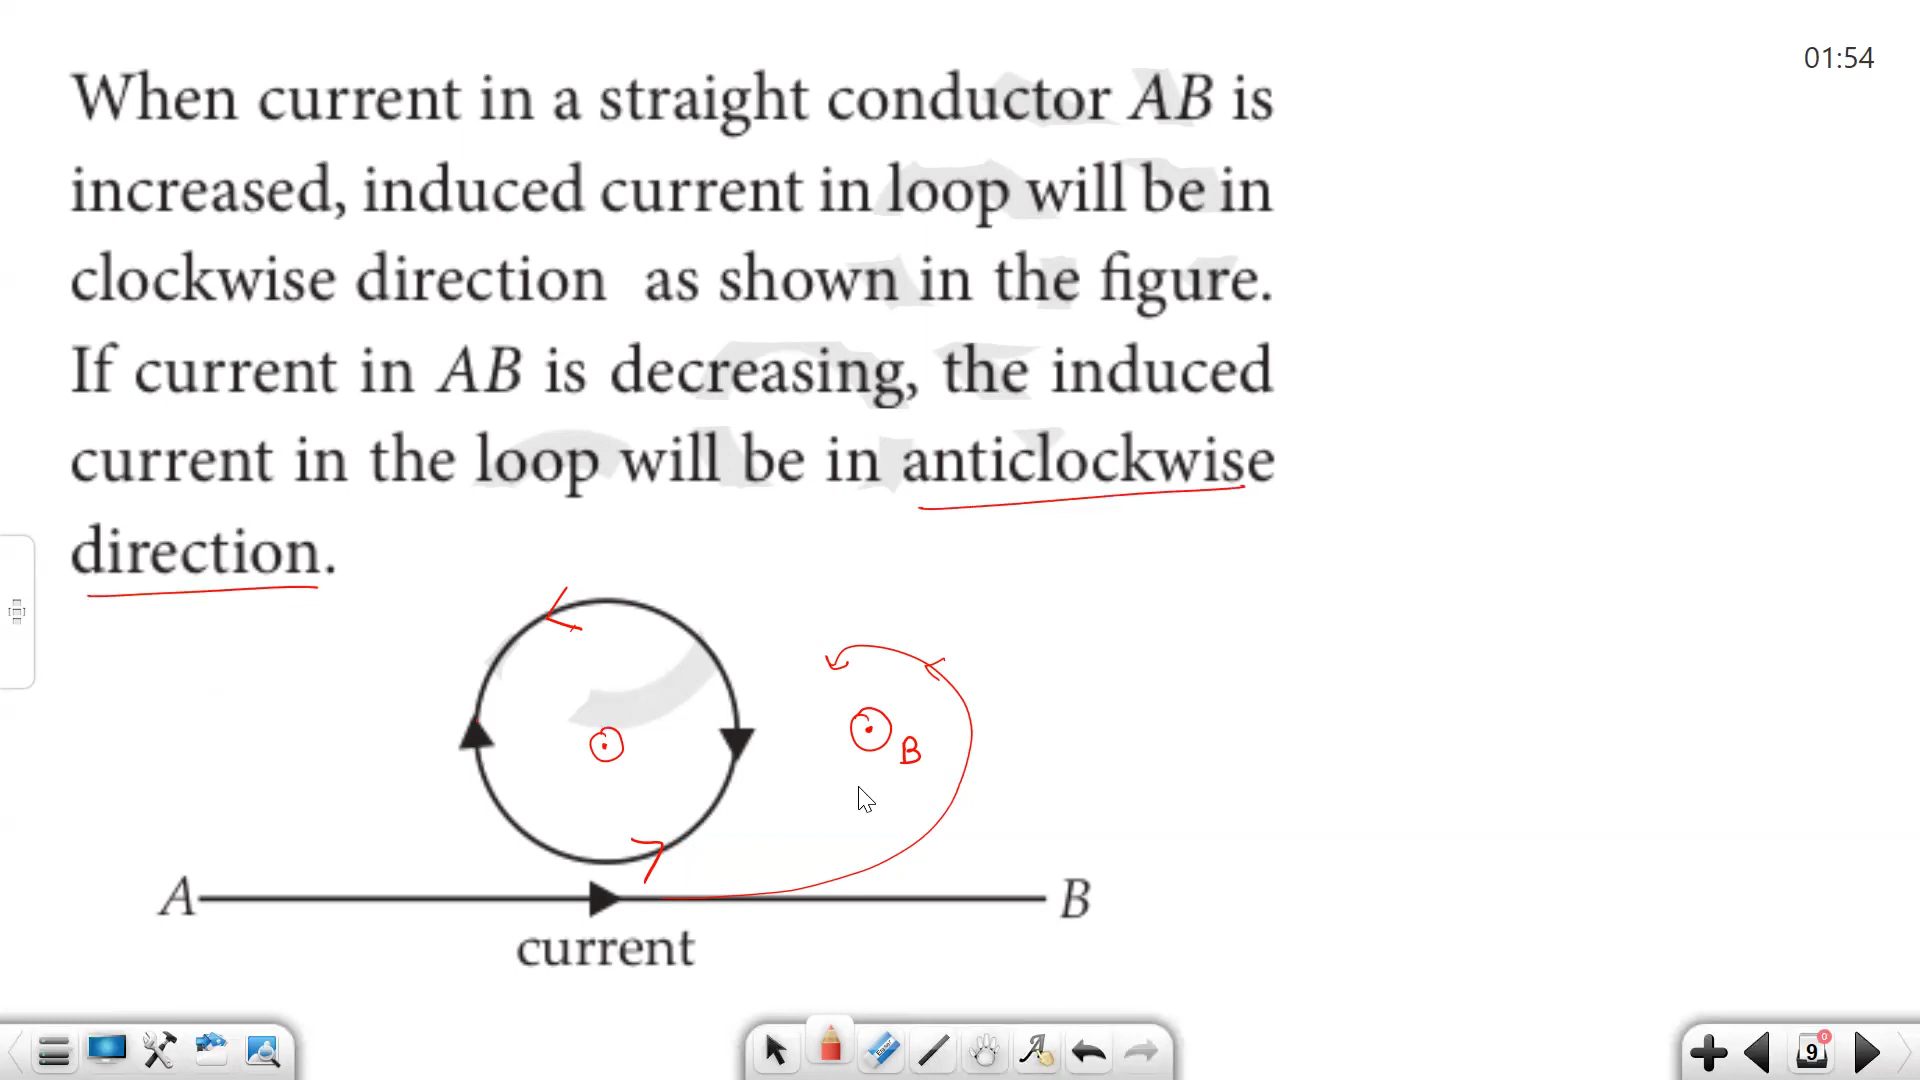 01:54
When current in a straight conductor AB is
increased, induced current in loop will be in
clockwise direction as shown in the figure.
If current in AB is decreasing, the induced
current in the loop will be in anticlockwise
direction.
B
A B
current
9
0